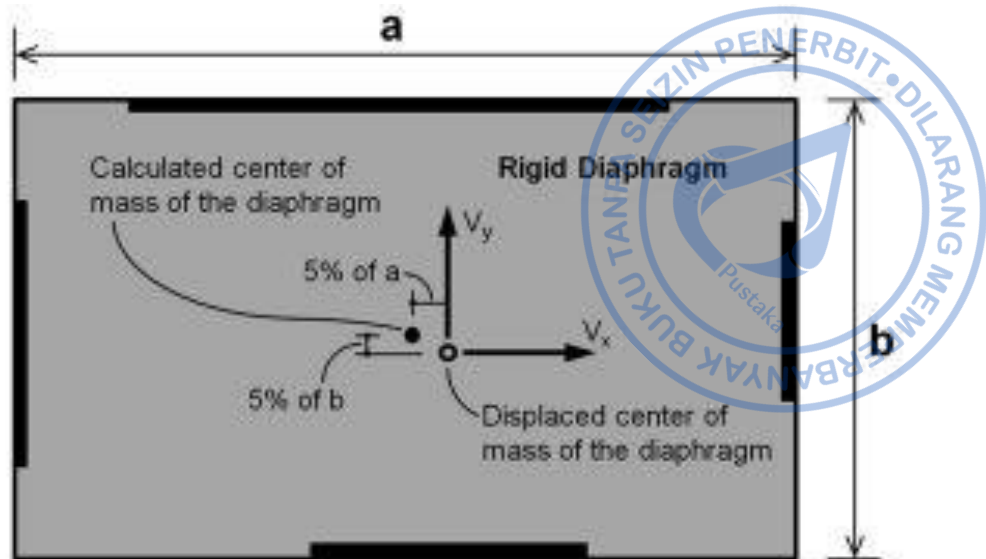 a
Calculated center of
mass of the diaphragm
Rigid Diaphragm
Vy
5% of a
Vx
b
5% of b
Displaced center of
mass of the diaphragm
TANPA SEIZIN PENERBIT • DILARANG MEMPERBANYAK BUKU
Pustaka